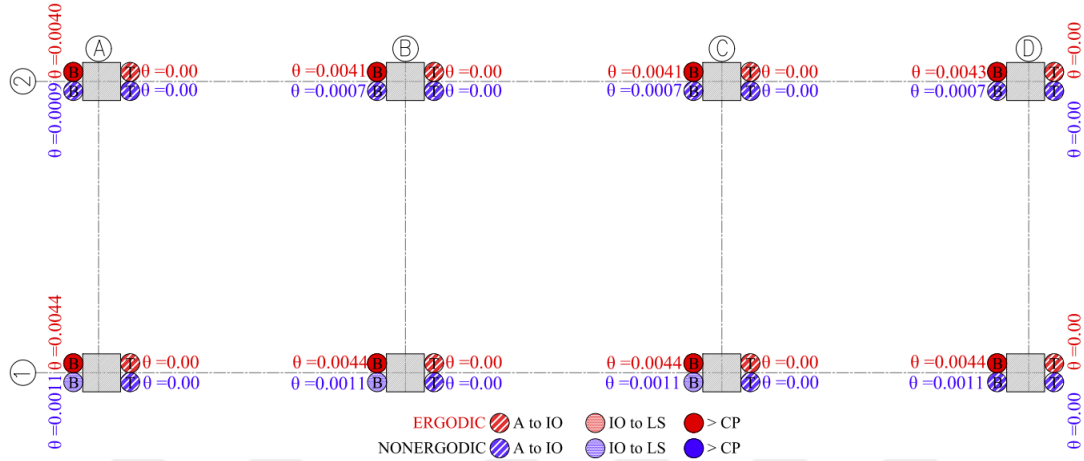 A B C D
θ =0.0040
2 B T θ =0.00 θ =0.0041 B T θ =0.00 θ =0.0041 B T θ =0.00 θ =0.0043 B T θ =0.00
B T θ =0.00 θ =0.0007 B T θ =0.00 θ =0.0007 B T θ =0.00 θ =0.0007 B T θ =0.00
θ =0.0009
θ =0.0044
1 B T θ =0.00 θ =0.0044 B T θ =0.00 θ =0.0044 B T θ =0.00 θ =0.0044 B T θ =0.00
B T θ =0.00 θ =0.0011 B T θ =0.00 θ =0.0011 B T θ =0.00 θ =0.0011 B T θ =0.00
θ =0.0011
ERGODIC A to IO IO to LS > CP
NONERGODIC A to IO IO to LS > CP